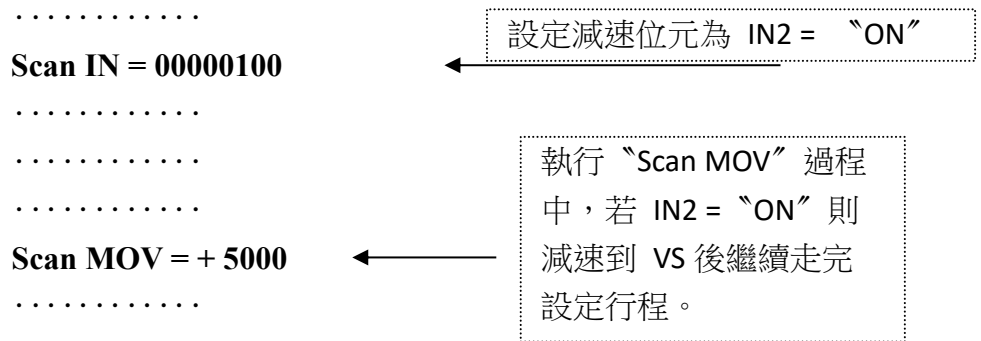 ............
設定減速位元為 IN2 = 〝ON〞
Scan IN = 00000100
............
............
............
執行〝Scan MOV〞過程
中，若 IN2 = 〝ON〞則
減速到 VS 後繼續走完
設定行程。
Scan MOV = + 5000
............